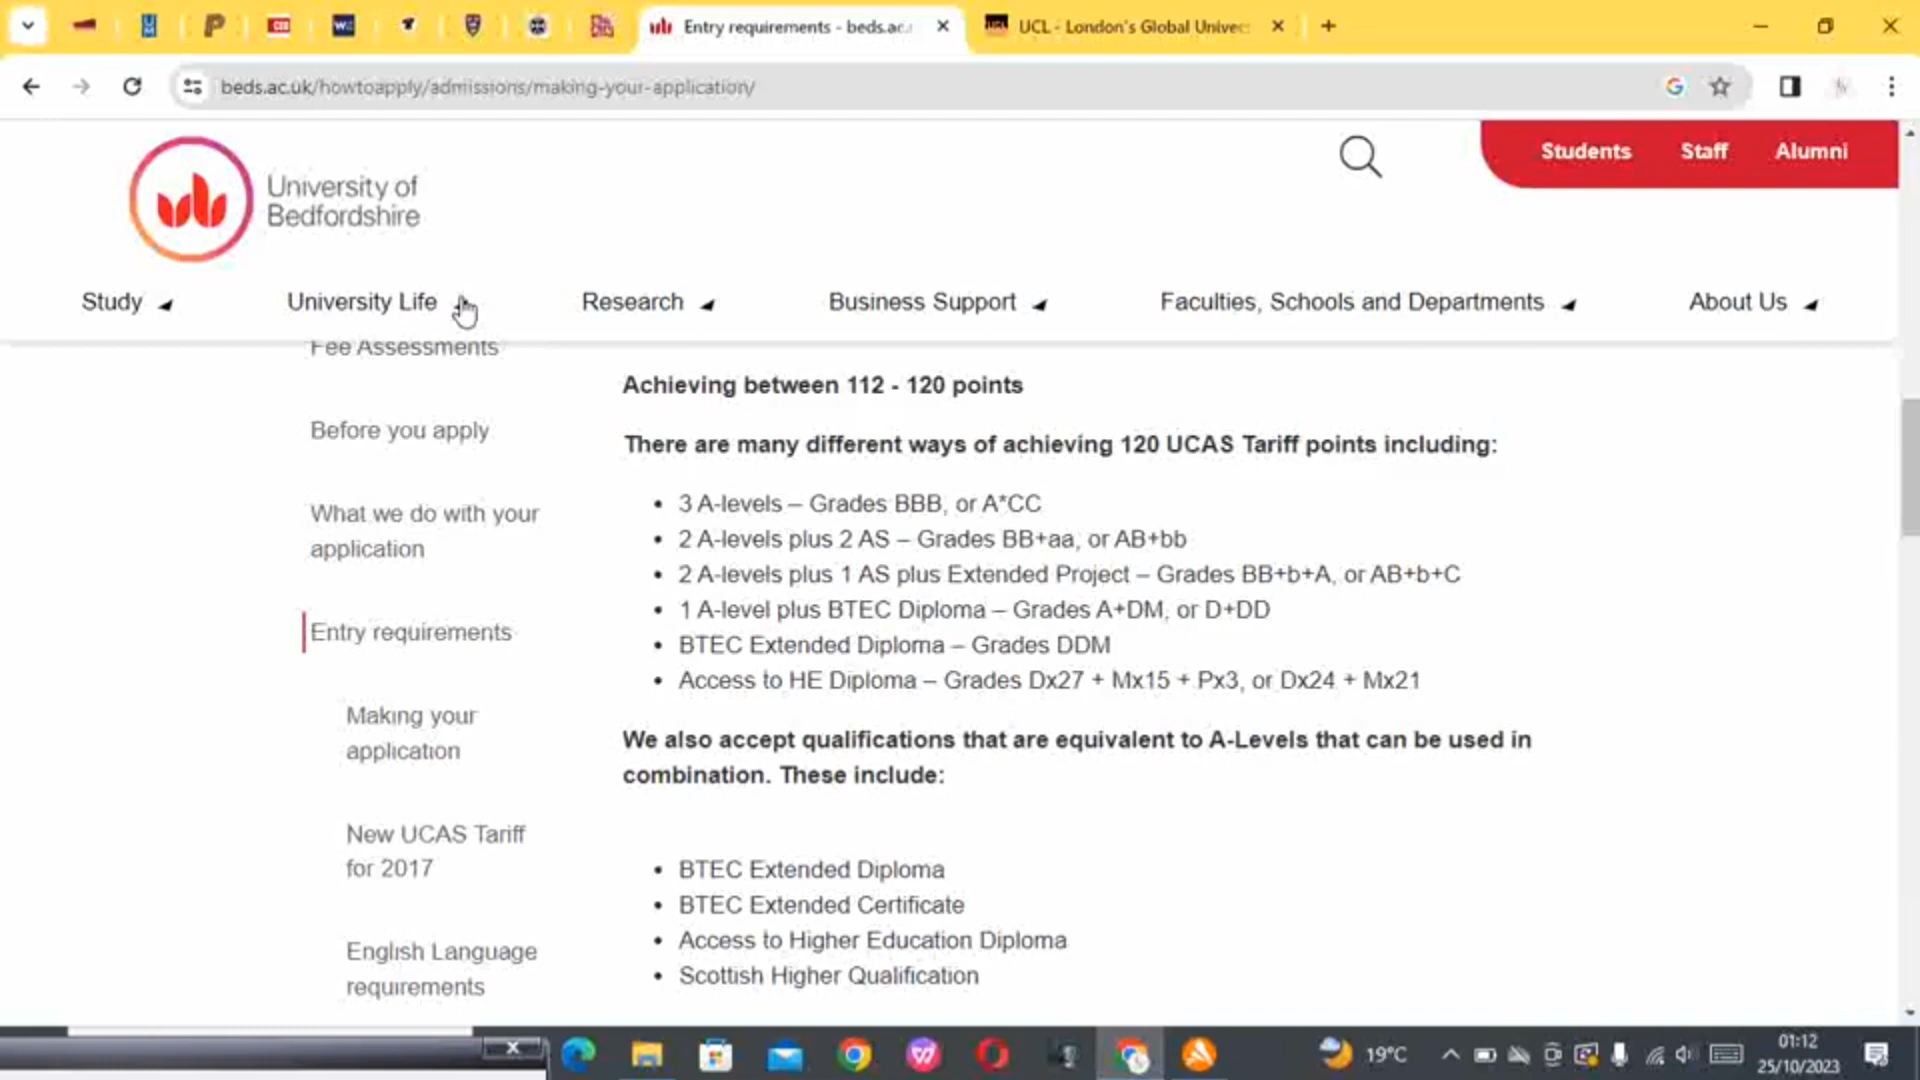 Entry requirements - beds.ac.u
UCL - London's Global Univers
beds.ac.uk/howtoapply/admissions/making-your-application/
Students
Staff
Alumni
University of
Bedfordshire
Study
University Life
Research
Business Support
Faculties, Schools and Departments
About Us
Fee Assessments
Before you apply
What we do with your
application
Entry requirements
Making your
application
New UCAS Tariff
for 2017
English Language
requirements
Achieving between 112 - 120 points
There are many different ways of achieving 120 UCAS Tariff points including:
• 3 A-levels – Grades BBB, or A*CC
• 2 A-levels plus 2 AS – Grades BB+aa, or AB+bb
• 2 A-levels plus 1 AS plus Extended Project – Grades BB+b+A, or AB+b+C
• 1 A-level plus BTEC Diploma – Grades A+DM, or D+DD
• BTEC Extended Diploma – Grades DDM
• Access to HE Diploma – Grades Dx27 + Mx15 + Px3, or Dx24 + Mx21
We also accept qualifications that are equivalent to A-Levels that can be used in
combination. These include:
• BTEC Extended Diploma
• BTEC Extended Certificate
• Access to Higher Education Diploma
• Scottish Higher Qualification
19°C
01:12
25/10/2023